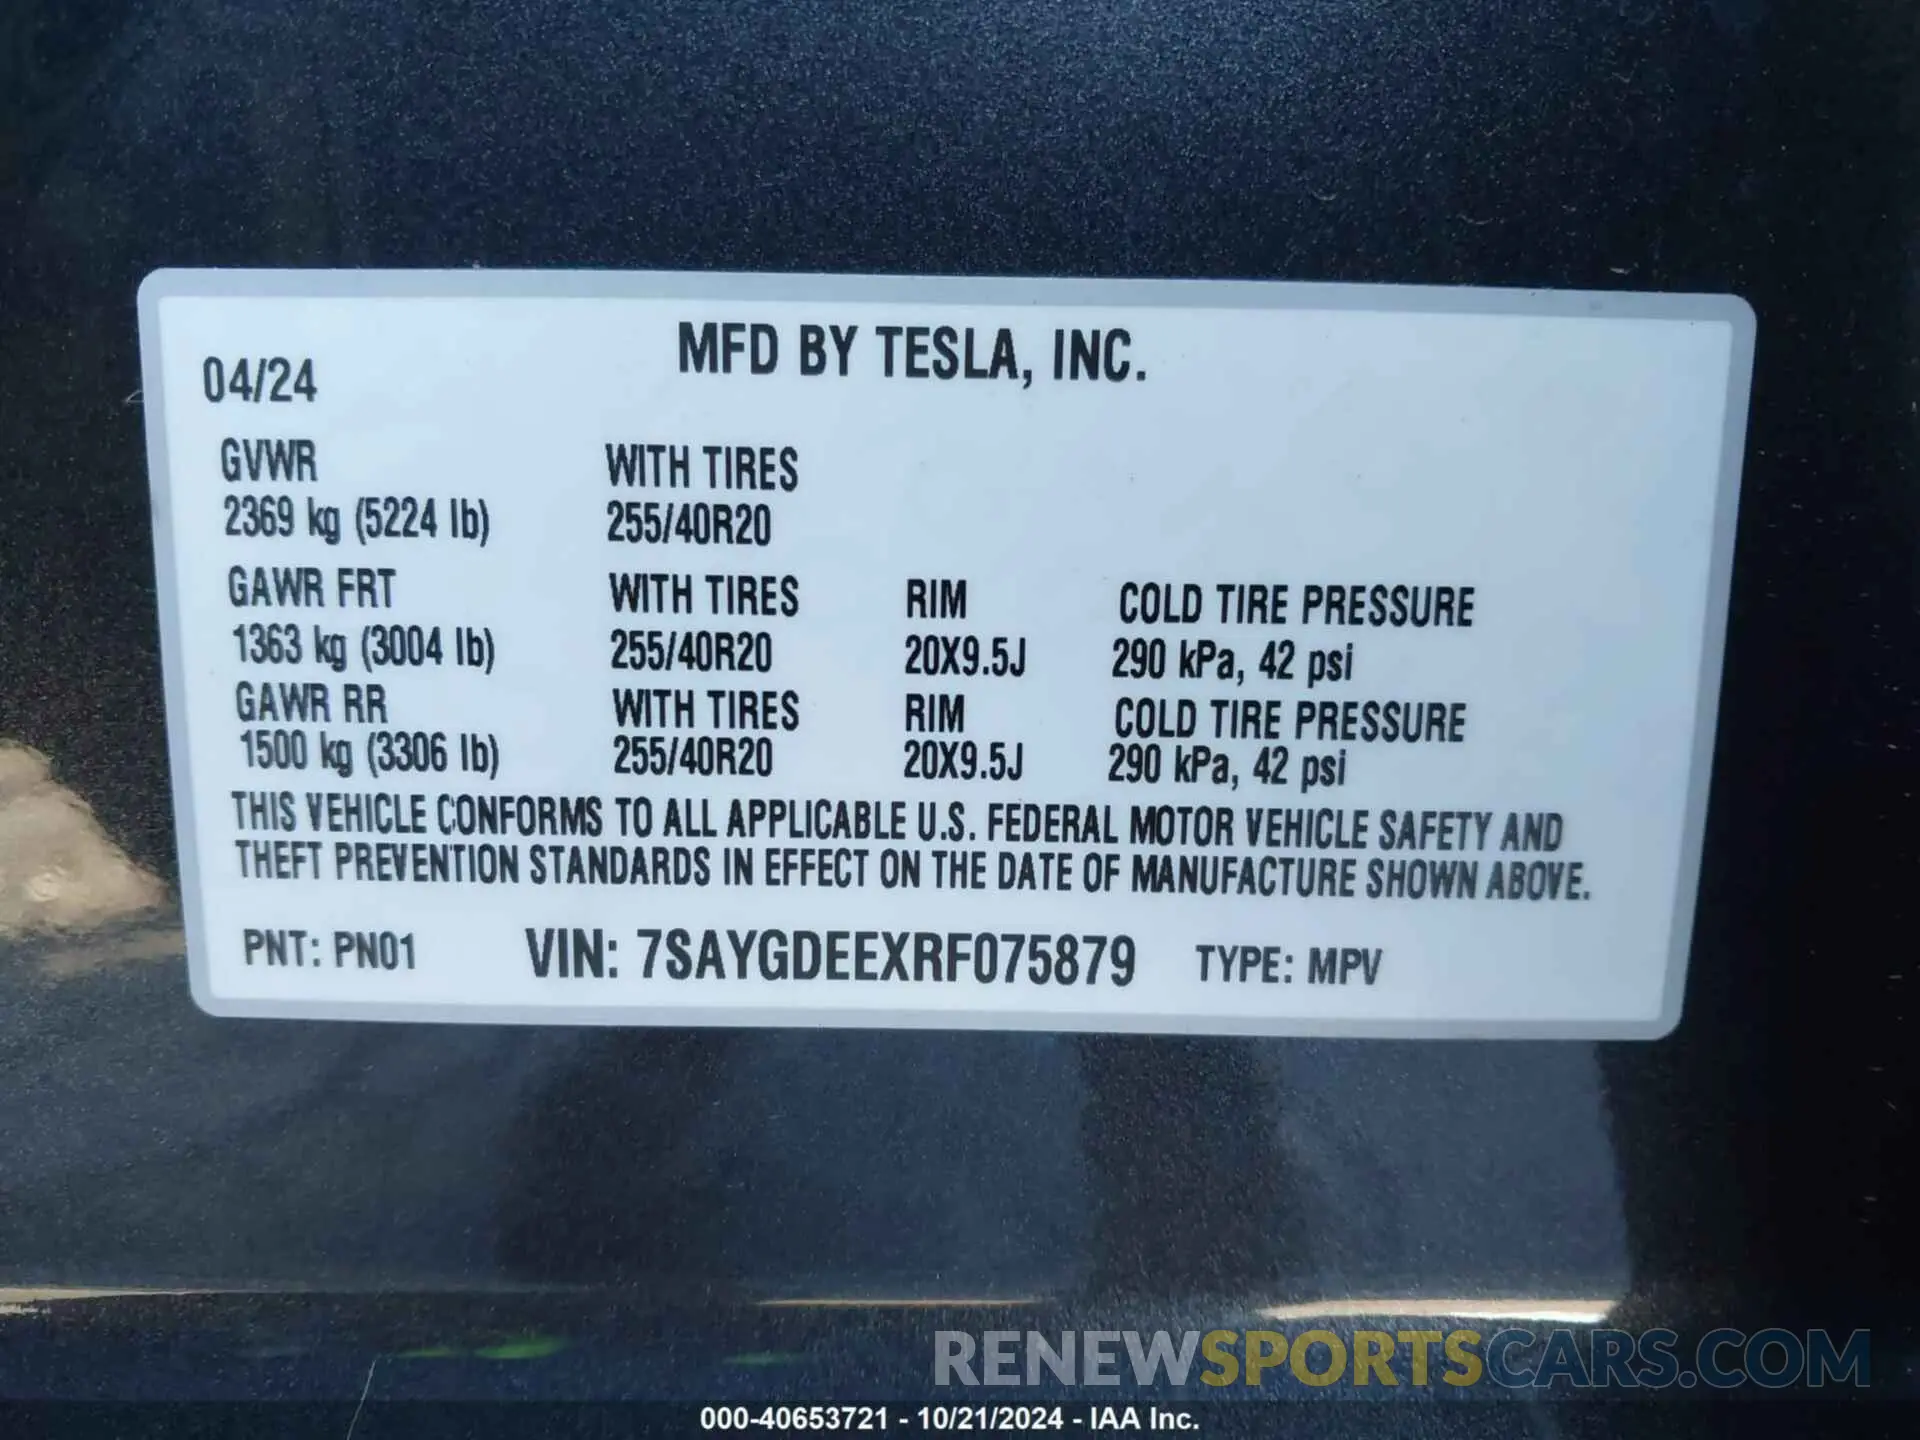 MFD BY TESLA, INC.
04/24
GVWR WITH TIRES
2369 kg (5224 lb) 255/40R20
GAWR FRT WITH TIRES RIM COLD TIRE PRESSURE
1363 kg (3004 lb) 255/40R20 20X9.5J 290 kPa, 42 psi
GAWR RR WITH TIRES RIM COLD TIRE PRESSURE
1500 kg (3306 lb) 255/40R20 20X9.5J 290 kPa, 42 psi
THIS VEHICLE CONFORMS TO ALL APPLICABLE U.S. FEDERAL MOTOR VEHICLE SAFETY AND
THEFT PREVENTION STANDARDS IN EFFECT ON THE DATE OF MANUFACTURE SHOWN ABOVE.
PNT: PN01 VIN: 7SAYGDEEXRF075879 TYPE: MPV
RENEWSPORTSCARS.COM
000-40653721 - 10/21/2024 - IAA Inc.